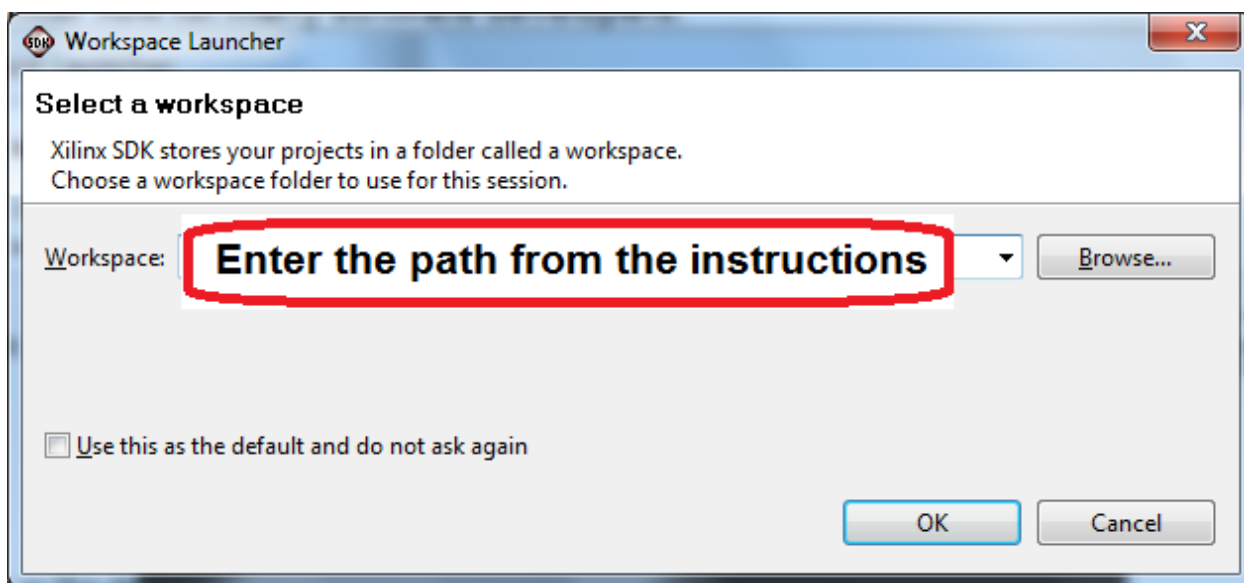 SDK Workspace Launcher
Select a workspace
Xilinx SDK stores your projects in a folder called a workspace.
Choose a workspace folder to use for this session.
Workspace: Enter the path from the instructions Browse...
Use this as the default and do not ask again
OK Cancel